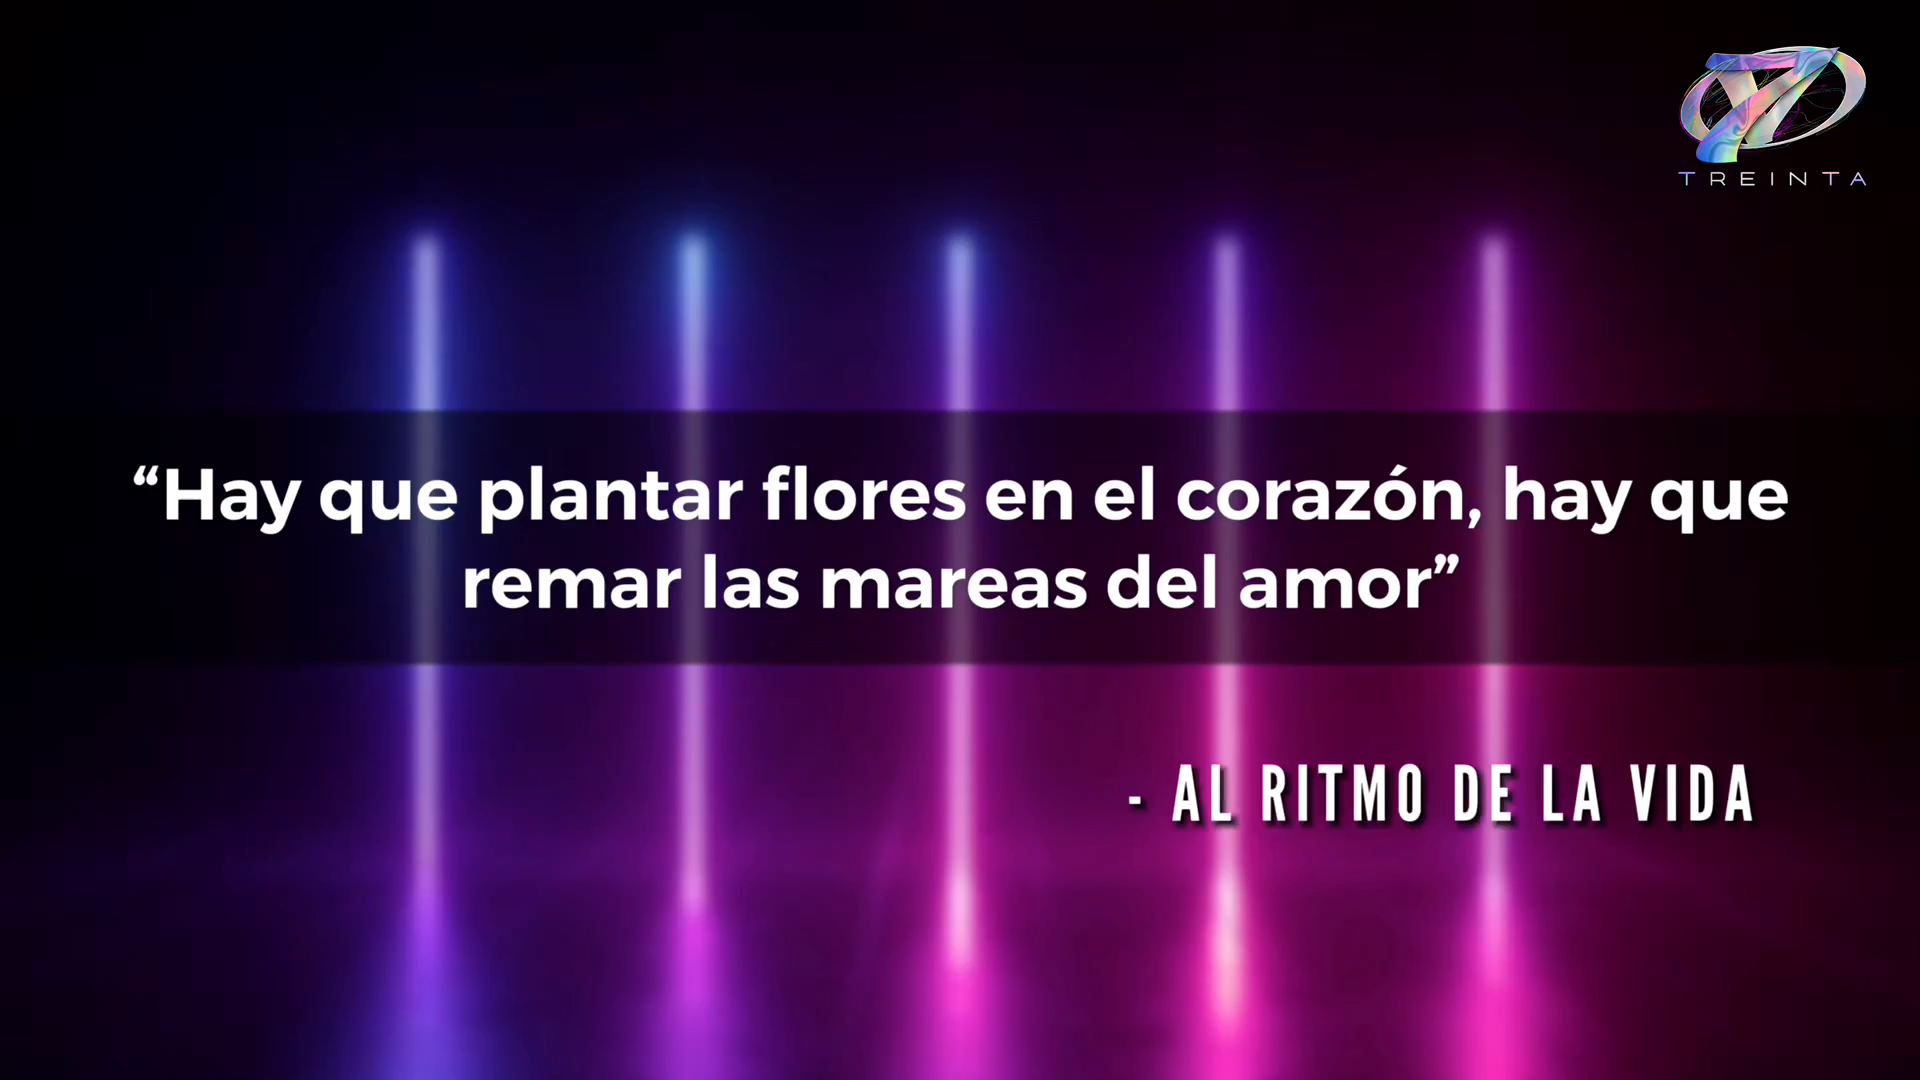 TREINTA
“Hay que plantar flores en el corazón, hay que
remar las mareas del amor”
- AL RITMO DE LA VIDA